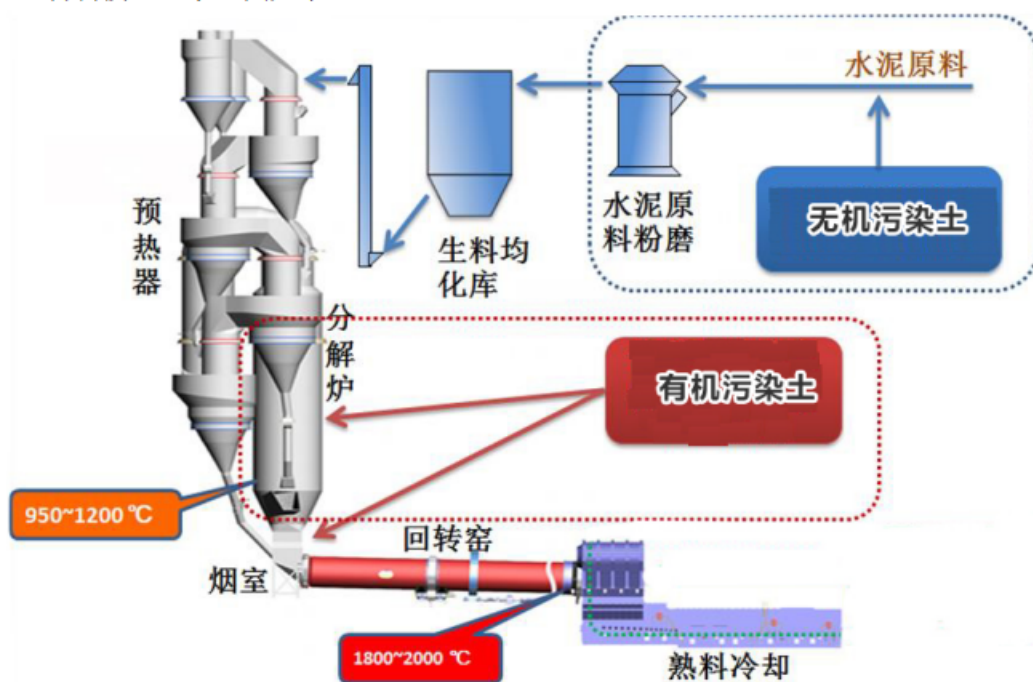 水泥原料
无机污染土
水泥原
料粉磨
生料均
化库
预
热
器
分
解
炉
有机污染土
950~1200 ℃
回转窑
烟室
1800~2000 ℃
熟料冷却